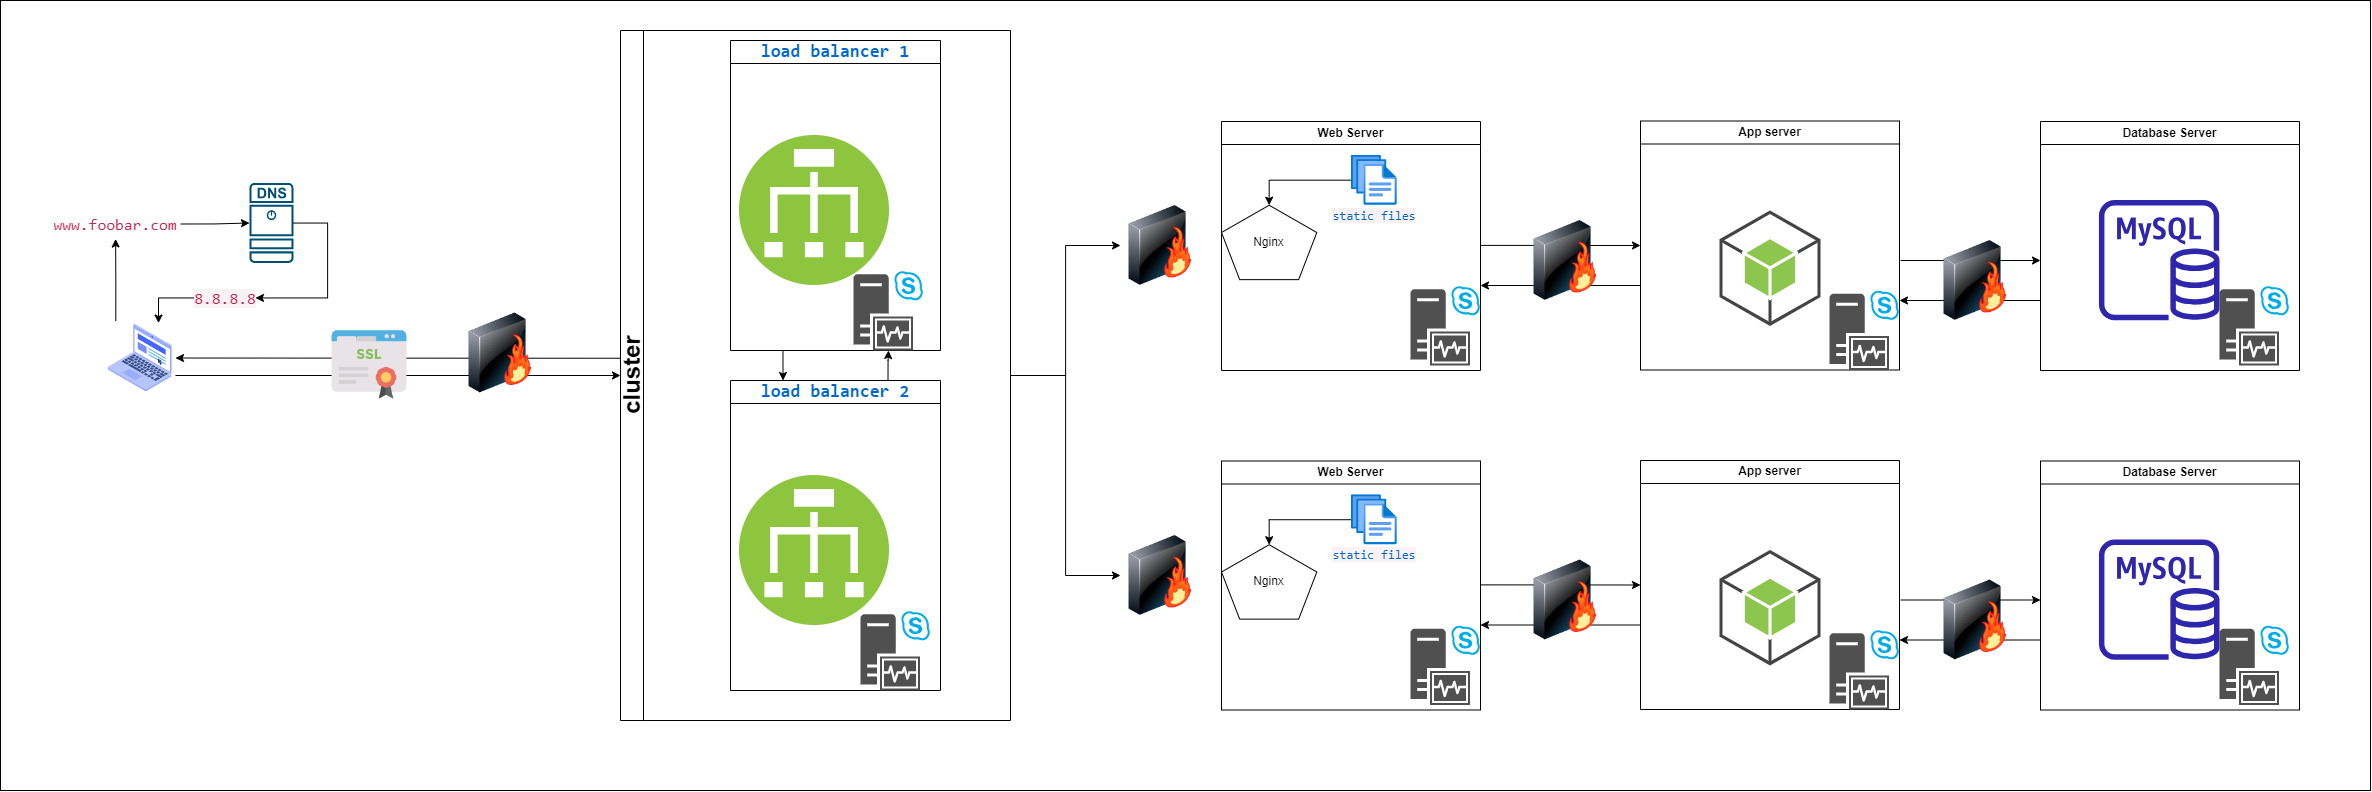 DNS
www.foobar.com
8.8.8.8
SSL
cluster
load balancer 1
S
load balancer 2
S
Web Server
static files
Nginx
S
App server
S
Database Server
MySQL
S
Web Server
static files
Nginx
S
App server
S
Database Server
MySQL
S